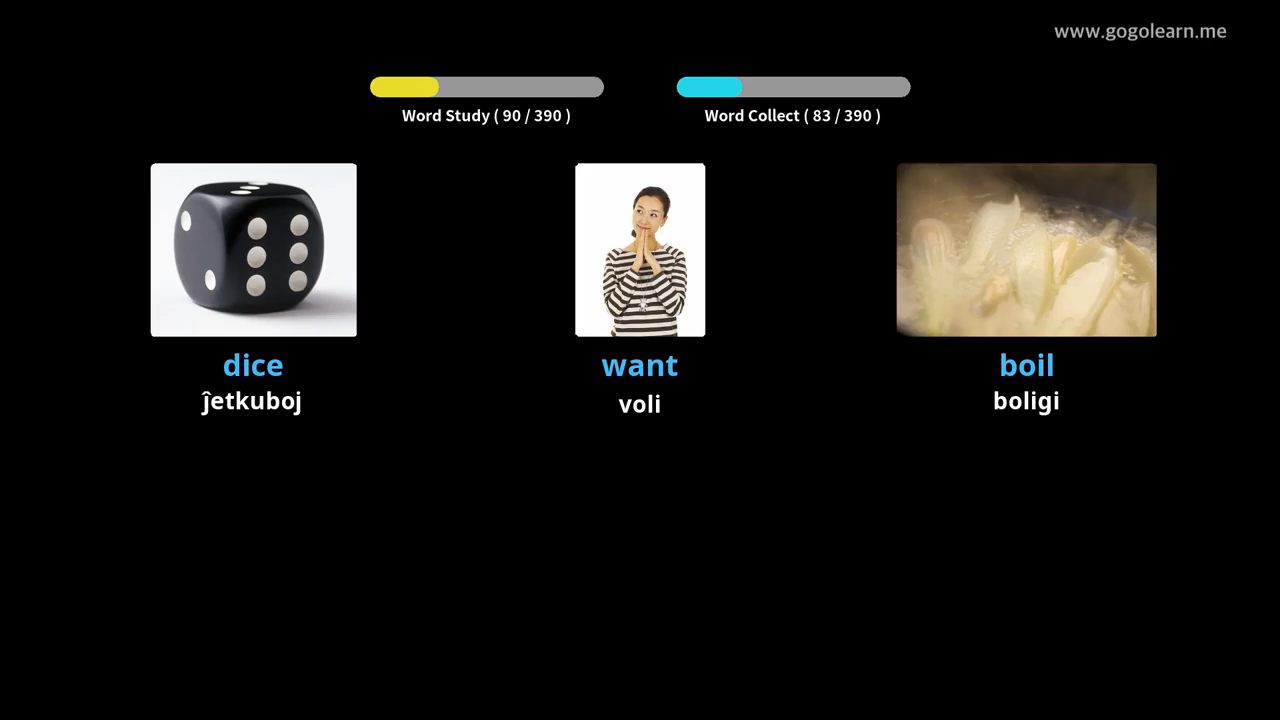 www.gogolearn.me
Word Study ( 90 / 390 )
Word Collect ( 83 / 390 )
dice
ĵetkuboj
want
voli
boil
boligi